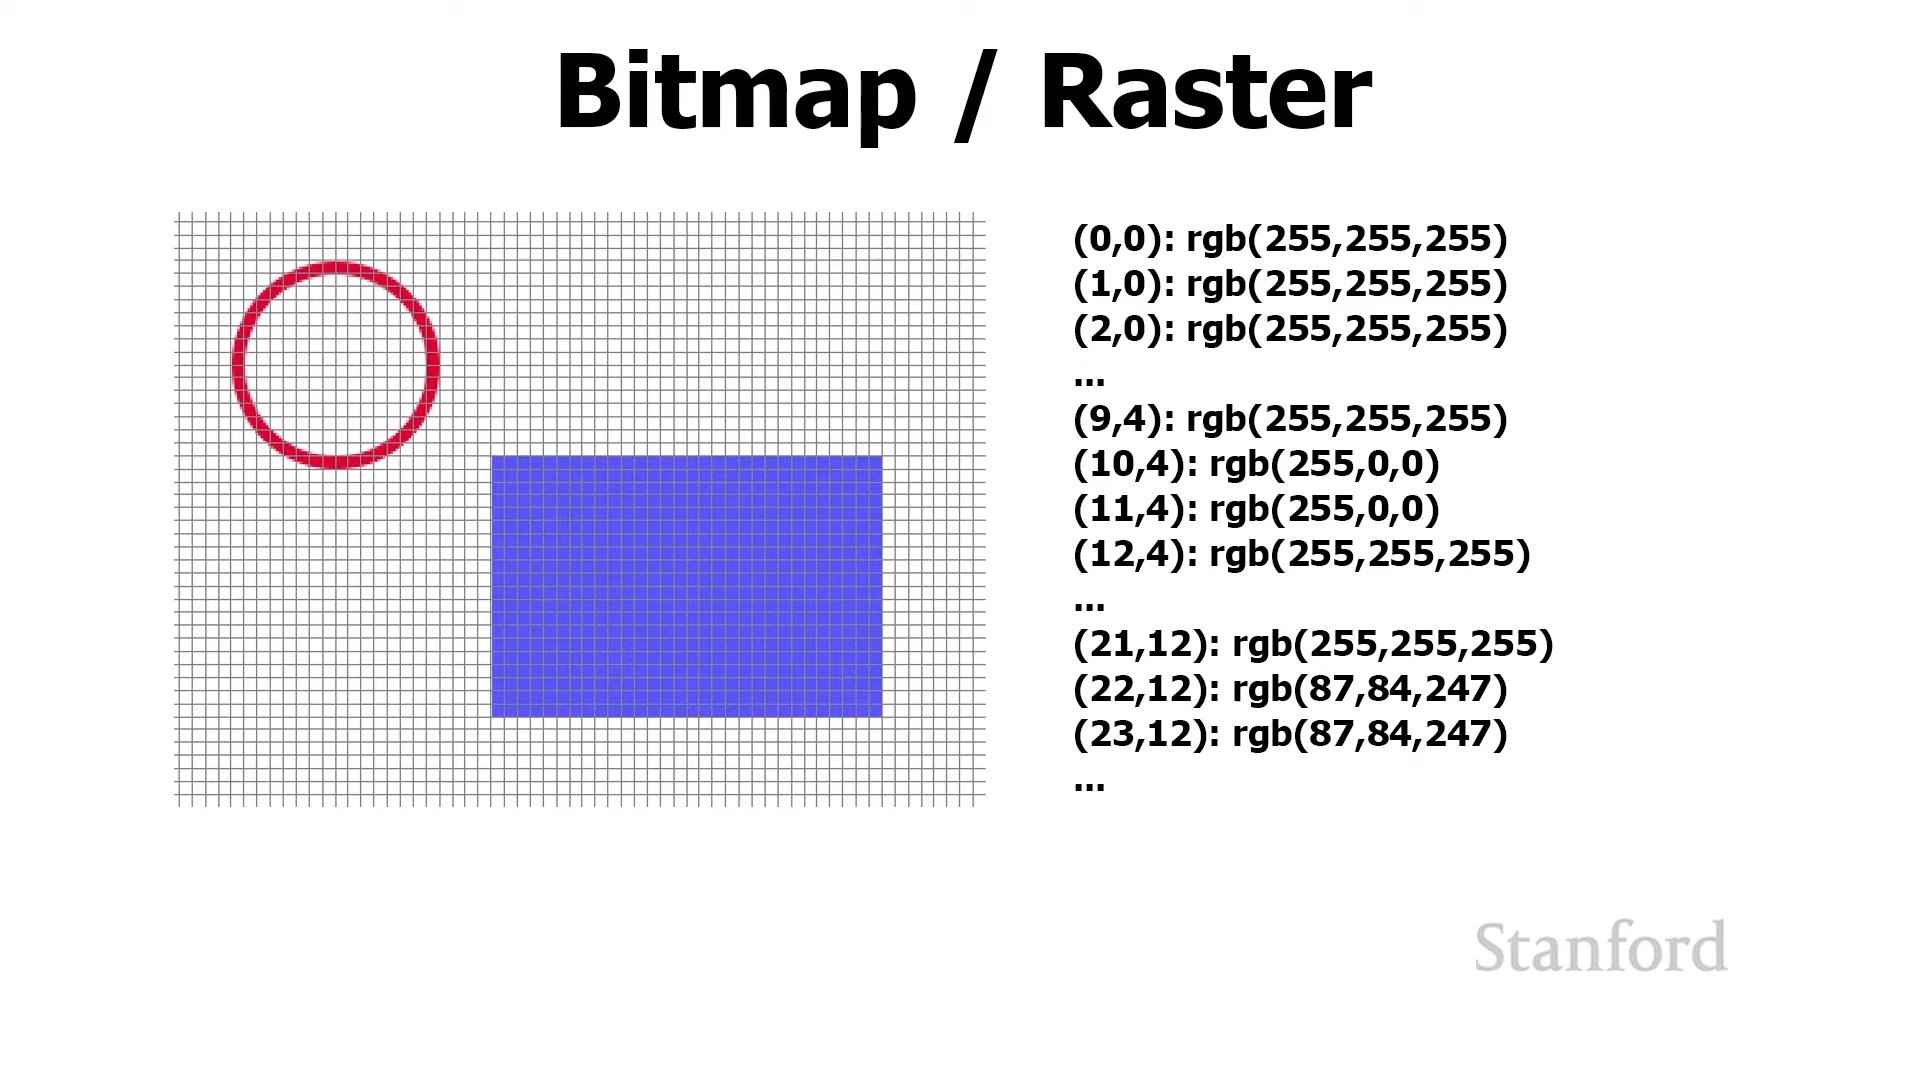 Bitmap / Raster
(0,0): rgb(255,255,255)
(1,0): rgb(255,255,255)
(2,0): rgb(255,255,255)
...
(9,4): rgb(255,255,255)
(10,4): rgb(255,0,0)
(11,4): rgb(255,0,0)
(12,4): rgb(255,255,255)
...
(21,12): rgb(255,255,255)
(22,12): rgb(87,84,247)
(23,12): rgb(87,84,247)
...
Stanford